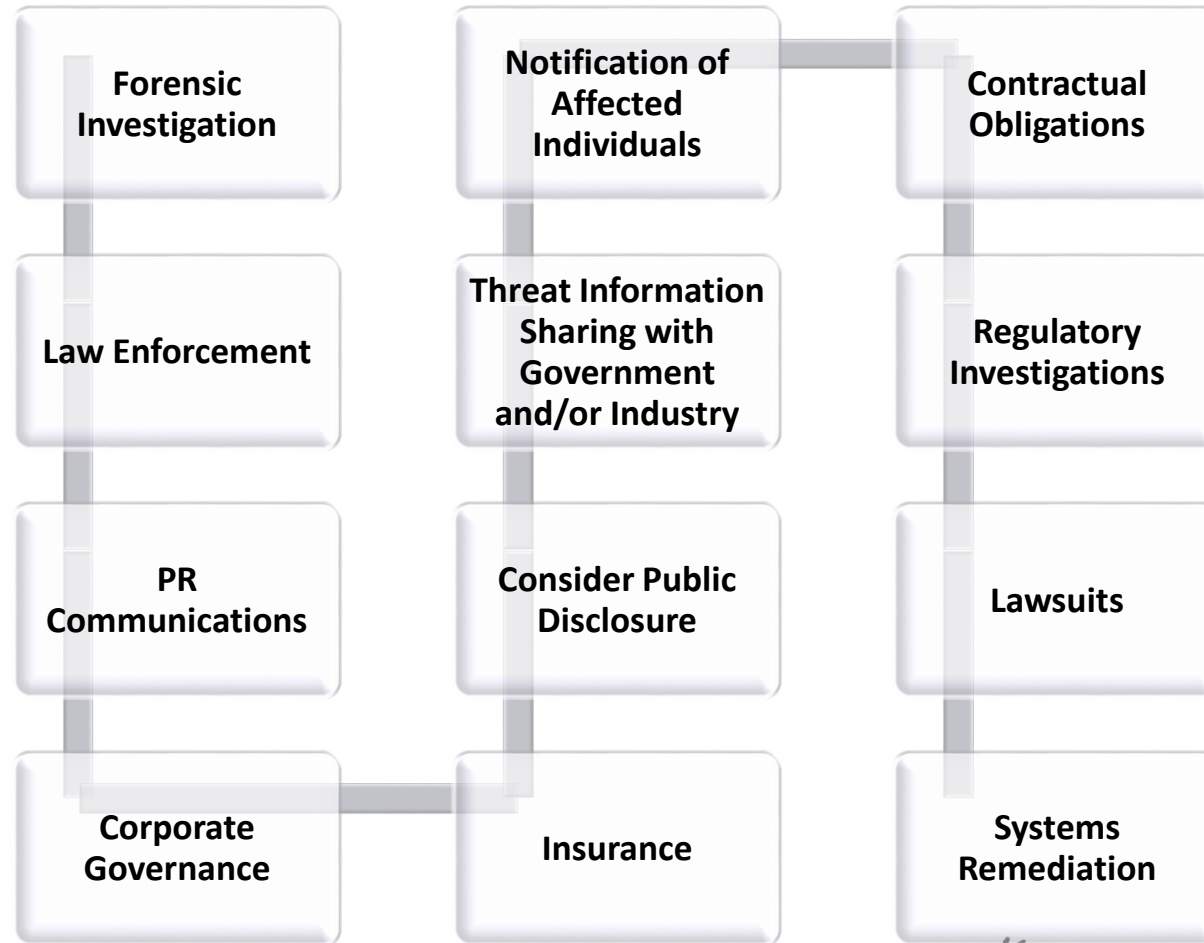 Forensic
Investigation
Law Enforcement
PR
Communications
Corporate
Governance
Insurance
Consider Public
Disclosure
Threat Information
Sharing with
Government
and/or Industry
Notification of
Affected
Individuals
Contractual
Obligations
Regulatory
Investigations
Lawsuits
Systems
Remediation